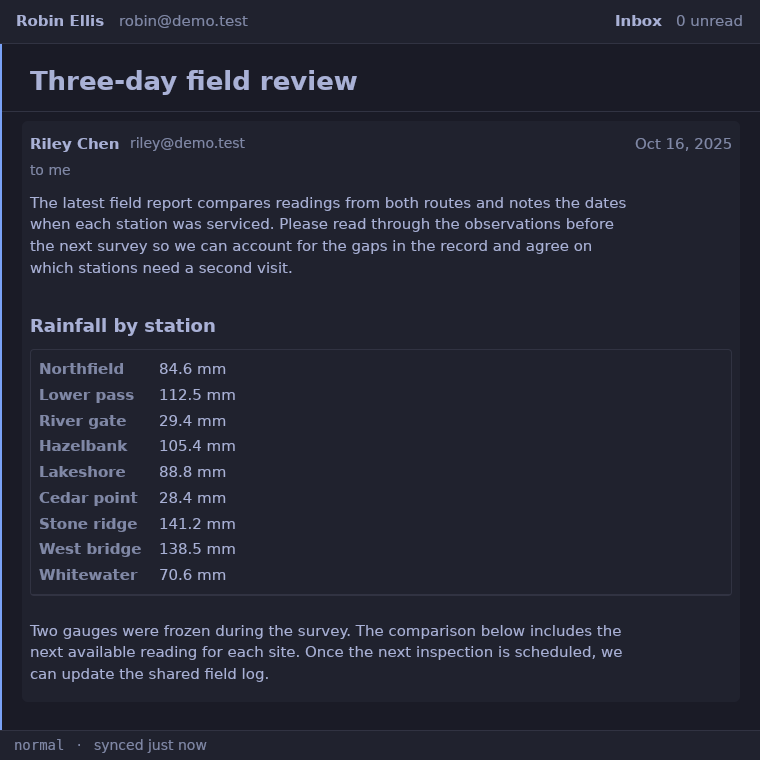 Robin Ellis robin@demo.test Inbox 0 unread
Three-day field review
Riley Chen riley@demo.test Oct 16, 2025
to me
The latest field report compares readings from both routes and notes the dates
when each station was serviced. Please read through the observations before
the next survey so we can account for the gaps in the record and agree on
which stations need a second visit.
Rainfall by station
Northfield 84.6 mm
Lower pass 112.5 mm
River gate 29.4 mm
Hazelbank 105.4 mm
Lakeshore 88.8 mm
Cedar point 28.4 mm
Stone ridge 141.2 mm
West bridge 138.5 mm
Whitewater 70.6 mm
Two gauges were frozen during the survey. The comparison below includes the
next available reading for each site. Once the next inspection is scheduled, we
can update the shared field log.
normal · synced just now